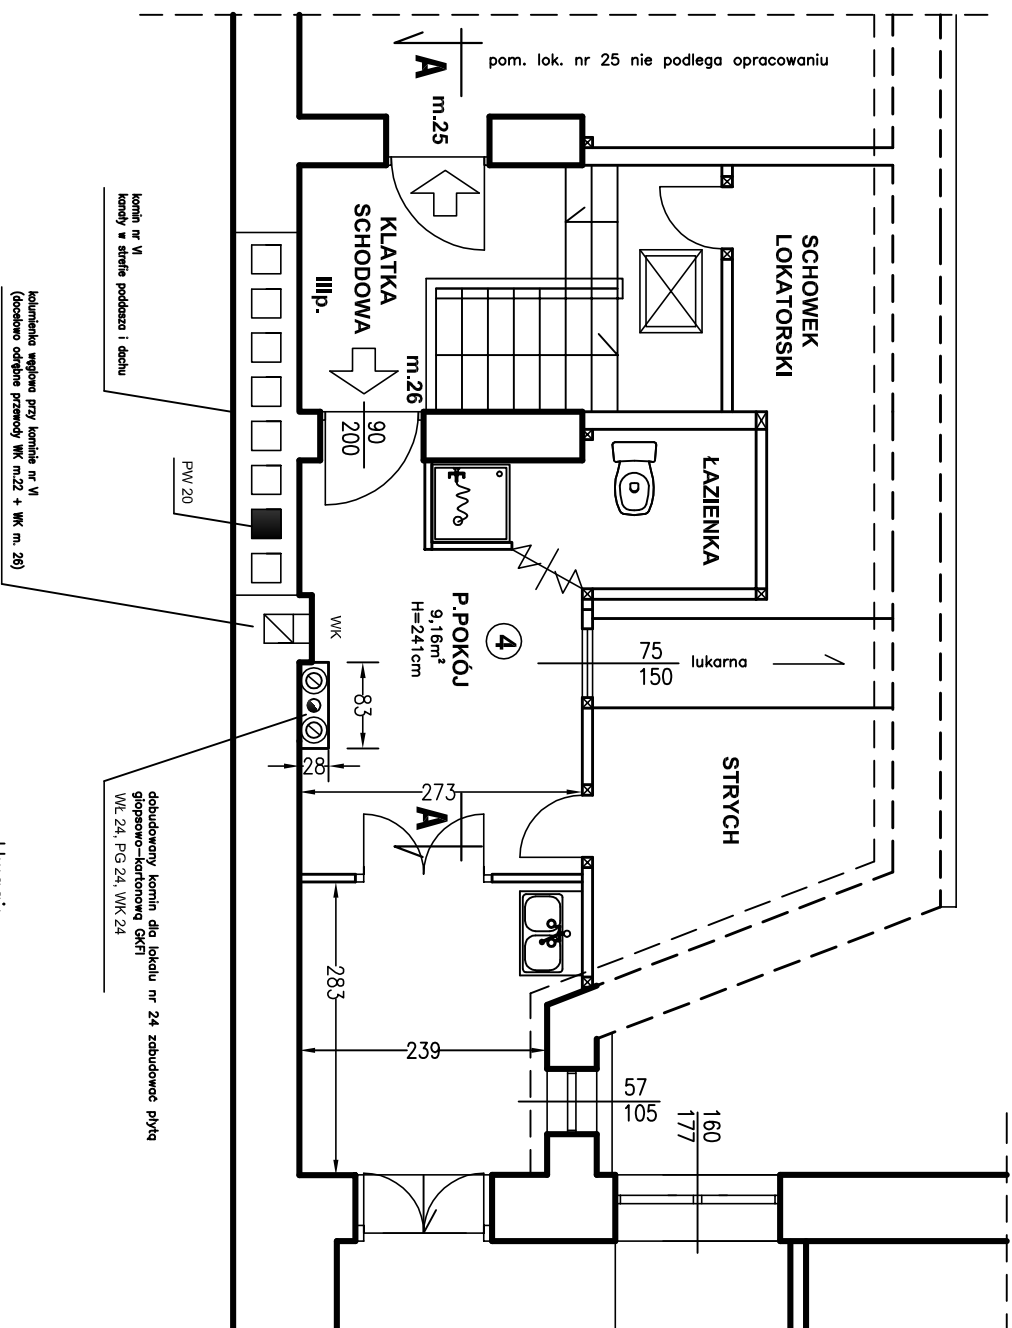 pom. lok. nr 25 nie podlega opracowaniu
A
m.25
KLATKA
SCHODOWA
IIIp.
m.26
90
200
SCHOWEK
LOKATORSKI
ŁAZIENKA
4
P.POKÓJ
9,16m²
H=241cm
75
150
lukarna
STRYCH
WK
83
28
273
A
283
239
57
105
160
177
PW 20
komin nr VI
kanały w strefie poddasza i dachu
kolumienka węglowa przy kominie nr VI
(docelowo odrębne przewody WK m.22 + WK m. 26)
dobudowany komin dla lokalu nr 24 zabudować płytą
gipsowo-kartonową GKFI
WŁ 24, PG 24, WK 24